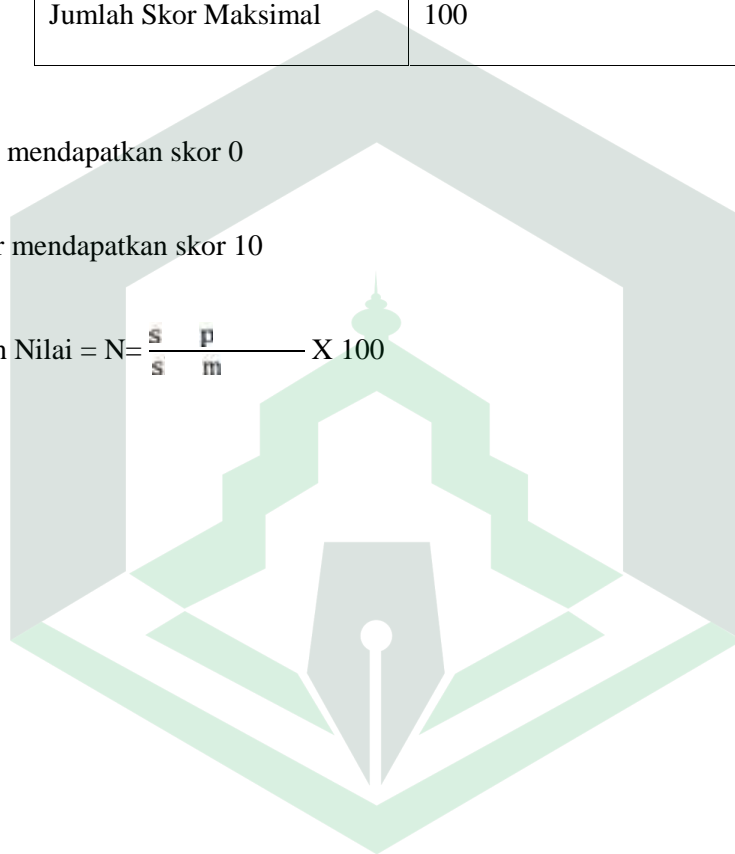 Jumlah Skor Maksimal 100
mendapatkan skor 0
mendapatkan skor 10
Nilai = N= s p
s m
X 100